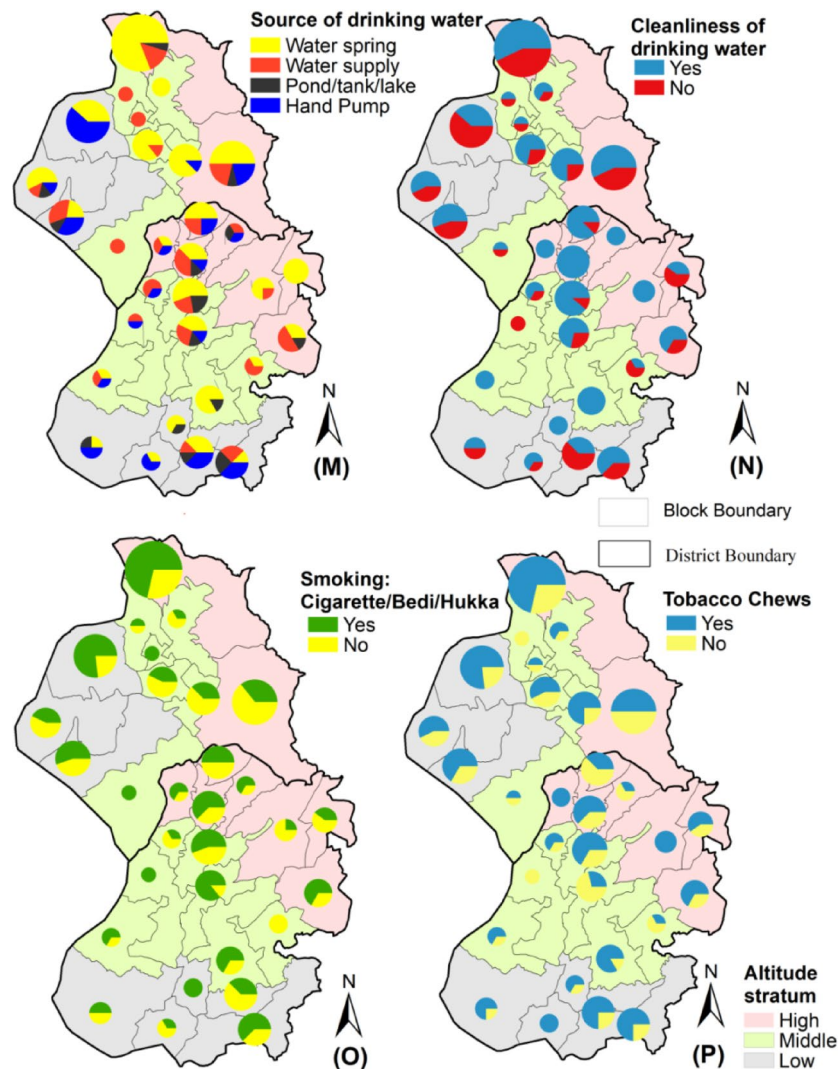 Source of drinking water
Water spring
Water supply
Pond/tank/lake
Hand Pump
N
(M)
Cleanliness of
drinking water
Yes
No
N
(N)
Block Boundary
District Boundary
Smoking:
Cigarette/Bedi/Hukka
Yes
No
N
(O)
Tobacco Chews
Yes
No
N
(P)
Altitude
stratum
High
Middle
Low